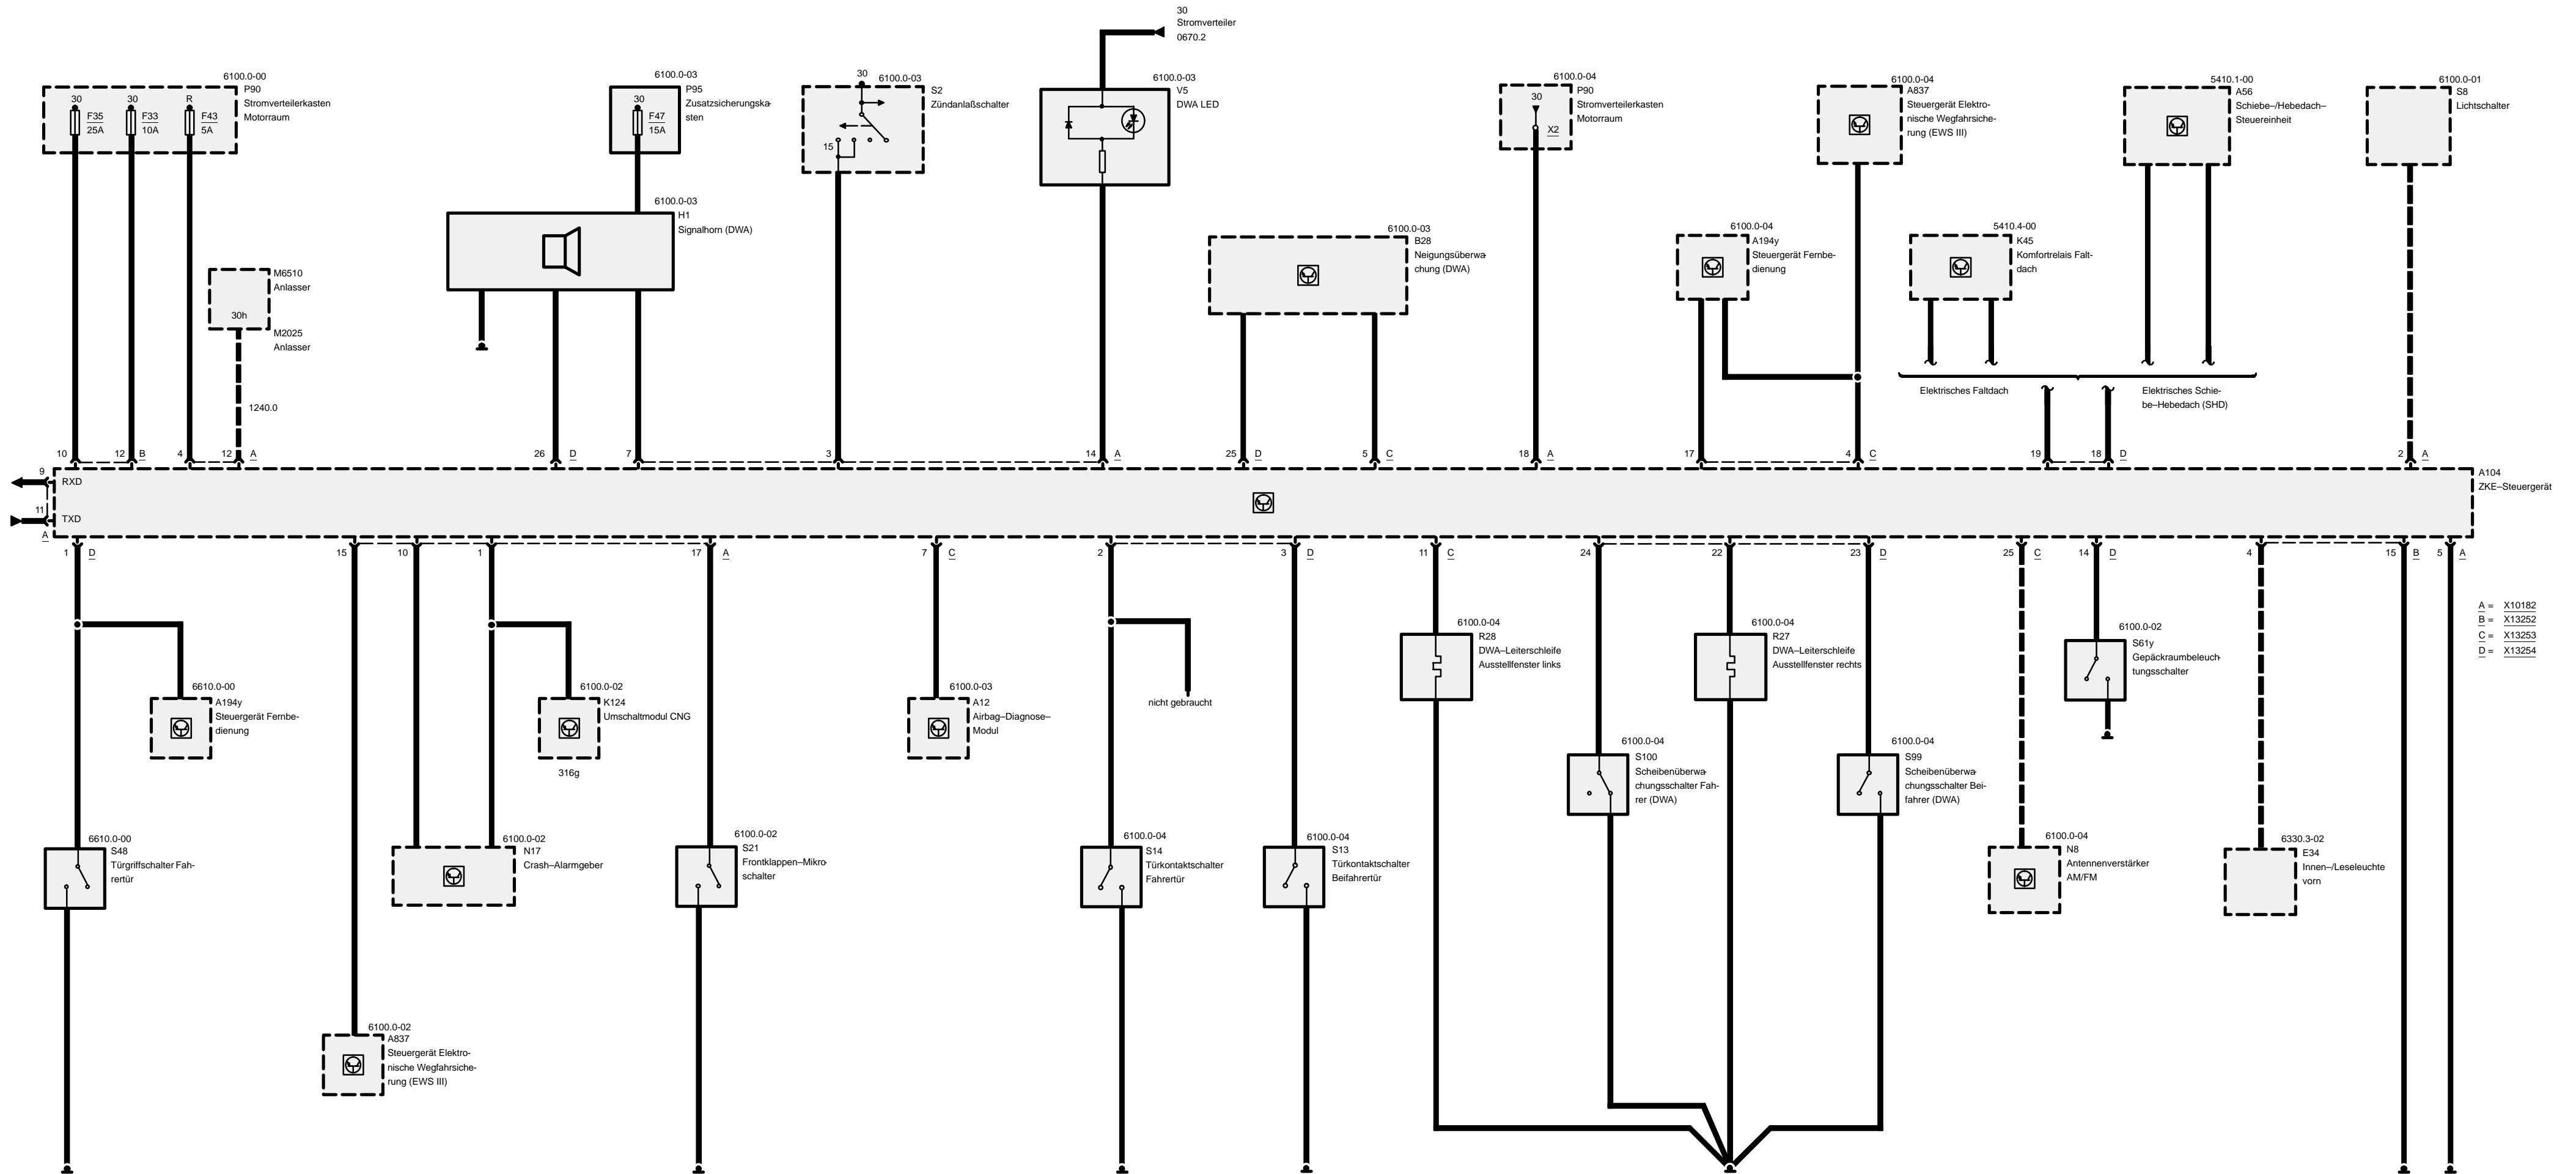 30
Stromverteiler
0670.2
6100.0-00
P90
Stromverteilerkasten
Motorraum
30
F35
25A
30
F33
10A
R
F43
5A
M6510
Anlasser
30h
M2025
Anlasser
1240.0
6100.0-03
P95
Zusatzsicherungska-
sten
30
F47
15A
6100.0-03
H1
Signalhorn (DWA)
30
6100.0-03
S2
Zündanlaßschalter
15
6100.0-03
V5
DWA LED
6100.0-03
B28
Neigungsüberwa-
chung (DWA)
6100.0-04
P90
Stromverteilerkasten
Motorraum
30
X2
6100.0-04
A194y
Steuergerät Fernbe-
dienung
6100.0-04
A837
Steuergerät Elektro-
nische Wegfahrsiche-
rung (EWS III)
5410.4-00
K45
Komfortrelais Falt-
dach
5410.1-00
A56
Schiebe–/Hebedach–
Steuereinheit
6100.0-01
S8
Lichtschalter
Elektrisches Faltdach
Elektrisches Schie-
be–Hebedach (SHD)
10
12 B
4
12 A
26 D
7
3
14 A
25 D
5 C
18 A
17
4 C
19
18 D
2 A
9
RXD
11
TXD
A
A104
ZKE–Steuergerät
1 D
15
10
1
17 A
7 C
2
3 D
11 C
24
22
23 D
25 C
14 D
4
15 B
5 A
A = X10182
B = X13252
C = X13253
D = X13254
6610.0-00
A194y
Steuergerät Fernbe-
dienung
6100.0-02
K124
Umschaltmodul CNG
316g
6100.0-03
A12
Airbag–Diagnose–
Modul
nicht gebraucht
6100.0-04
R28
DWA–Leiterschleife
Ausstellfenster links
6100.0-04
R27
DWA–Leiterschleife
Ausstellfenster rechts
6100.0-02
S61y
Gepäckraumbeleuch-
tungsschalter
6100.0-04
S100
Scheibenüberwa-
chungsschalter Fah-
rer (DWA)
6100.0-04
S99
Scheibenüberwa-
chungsschalter Bei-
fahrer (DWA)
6610.0-00
S48
Türgriffschalter Fah-
rertür
6100.0-02
N17
Crash–Alarmgeber
6100.0-02
S21
Frontklappen–Mikro-
schalter
6100.0-04
S14
Türkontaktschalter
Fahrertür
6100.0-04
S13
Türkontaktschalter
Beifahrertür
6100.0-04
N8
Antennenverstärker
AM/FM
6330.3-02
E34
Innen–/Leseleuchte
vorn
6100.0-02
A837
Steuergerät Elektro-
nische Wegfahrsiche-
rung (EWS III)